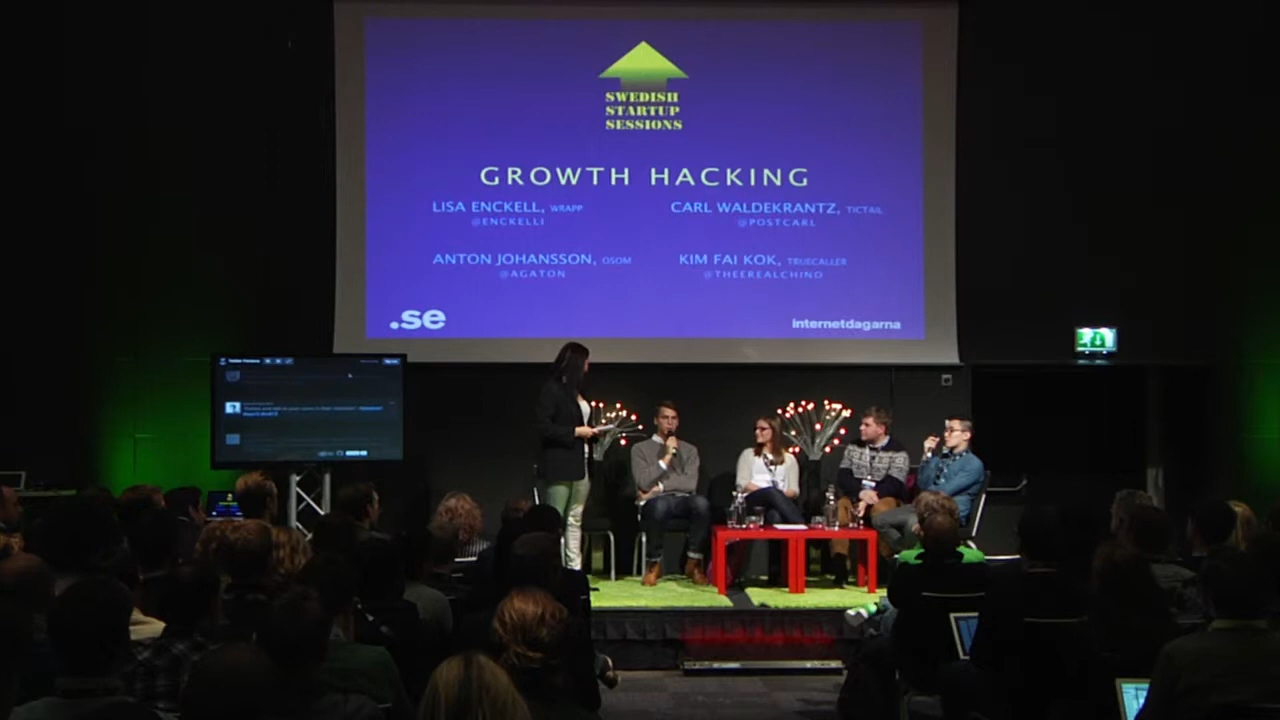 SWEDISH
STARTUP
SESSIONS
GROWTH HACKING
LISA ENCKELL, WRAPP
@ENCKELLI
CARL WALDEKRANTZ, TICTAIL
@POSTCARL
ANTON JOHANSSON, OSOM
@AGATON
KIM FAI KOK, TRUECALLER
@THEEREALCHINO
.se
internetdagarna